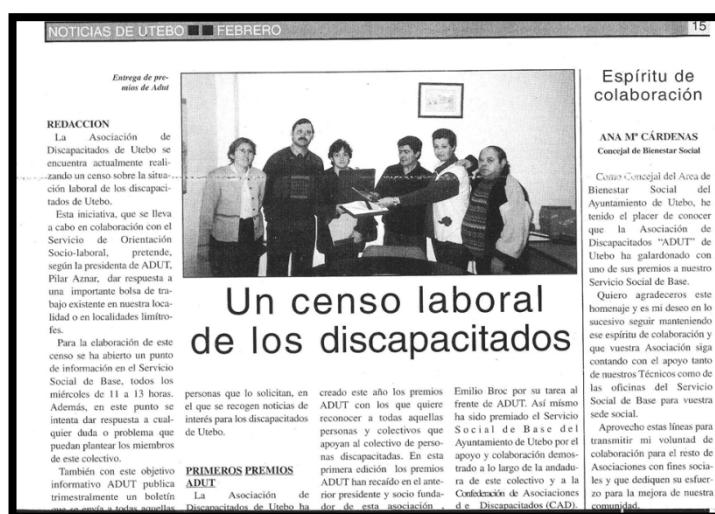 NOTICIAS DE UTEBO FEBRERO
15
Entrega de pre-
mios de Adut
REDACCION
La Asociación de
Discapacitados de Utebo se
encuentra actualmente reali-
zando un censo sobre la situa-
ción laboral de los discapaci-
tados de Utebo.
Esta iniciativa, que se lleva
a cabo en colaboración con el
Servicio de Orientación
Socio-laboral, pretende,
según la presidenta de ADUT,
Pilar Aznar, dar respuesta a
una importante bolsa de tra-
bajo existente en nuestra loca-
lidad o en localidades limítro-
fes.
Para la elaboración de este
censo se ha abierto un punto
de información en el Servicio
Social de Base, todos los
miércoles de 11 a 13 horas.
Además, en este punto se
intenta dar respuesta a cual-
quier duda o problema que
puedan plantear los miembros
de este colectivo.
También con este objetivo
informativo ADUT publica
trimestralmente un boletín
que se envía a todas aquellas
Un censo laboral
de los discapacitados
personas que lo solicitan, en
el que se recogen noticias de
interés para los discapacitados
de Utebo.
PRIMEROS PREMIOS
ADUT
La Asociación de
Discapacitados de Utebo ha
creado este año los premios
ADUT con los que quiere
reconocer a todas aquellas
personas y colectivos que
apoyan al colectivo de perso-
nas discapacitadas. En esta
primera edición los premios
ADUT han recaído en el ante-
rior presidente y socio funda-
dor de esta asociación ,
Emilio Broc por su tarea al
frente de ADUT. Así mismo
ha sido premiado el Servicio
Social de Base del
Ayuntamiento de Utebo por el
apoyo y colaboración demos-
trado a lo largo de la andadu-
ra de este colectivo y a la
Confederación de Asociaciones
de Discapacitados (CAD).
Espíritu de
colaboración
ANA Mª CÁRDENAS
Concejal de Bienestar Social
Como Concejal del Area de
Bienestar Social del
Ayuntamiento de Utebo, he
tenido el placer de conocer
que la Asociación de
Discapacitados "ADUT" de
Utebo ha galardonado con
uno de sus premios a nuestro
Servicio Social de Base.
Quiero agradeceros este
homenaje y es mi deseo en lo
sucesivo seguir manteniendo
ese espíritu de colaboración y
que vuestra Asociación siga
contando con el apoyo tanto
de nuestros Técnicos como de
las oficinas del Servicio
Social de Base para vuestra
sede social.
Aprovecho estas líneas para
transmitir mi voluntad de
colaboración para el resto de
Asociaciones con fines socia-
les y que dediquen su esfuer-
zo para la mejora de nuestra
comunidad.